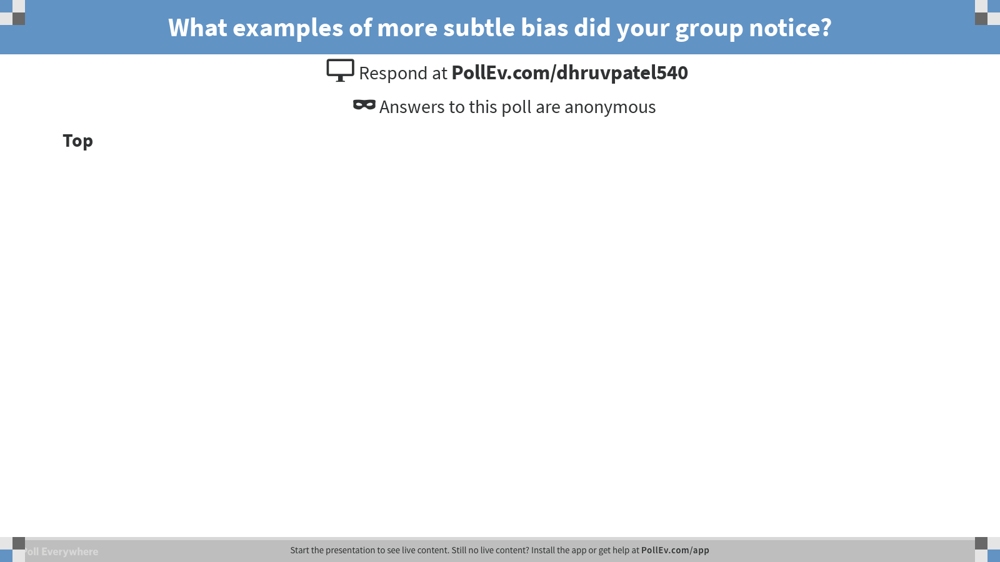 What examples of more subtle bias did your group notice?
Respond at PollEv.com/dhruvpatel540
Answers to this poll are anonymous
Top
Poll Everywhere
Start the presentation to see live content. Still no live content? Install the app or get help at PollEv.com/app